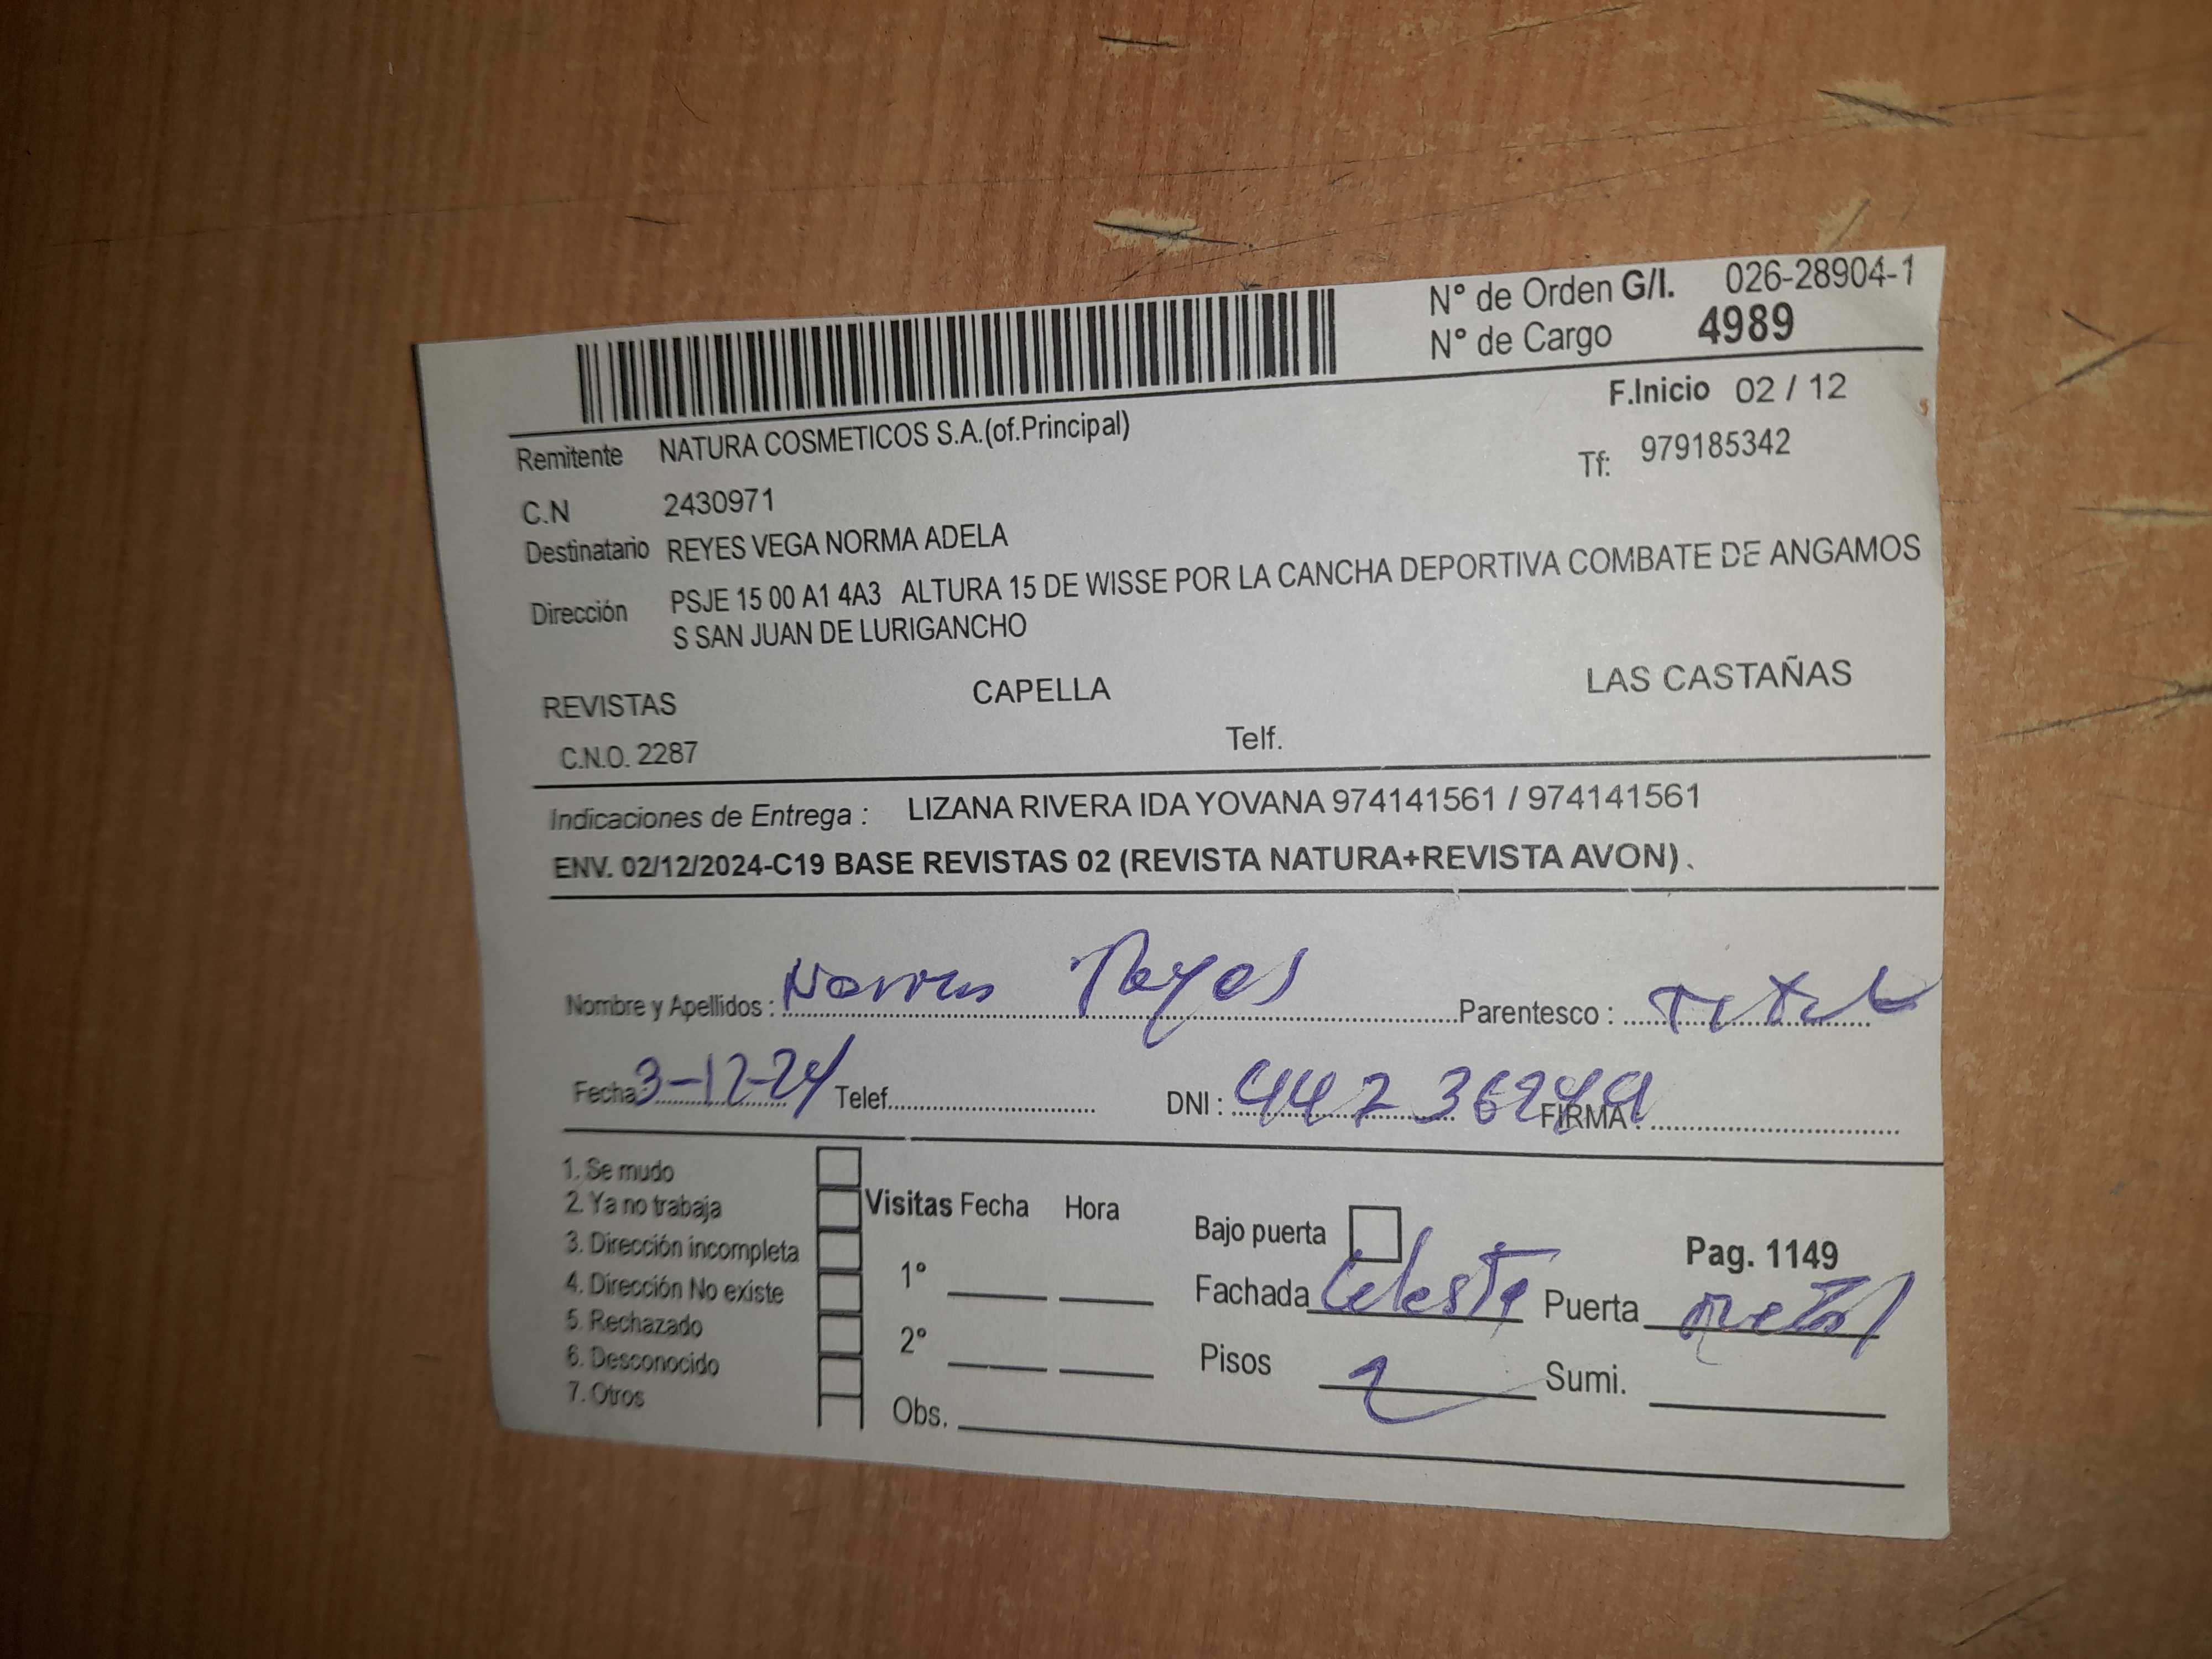 N° de Orden G/I. 026-28904-1
N° de Cargo 4989
F.Inicio 02 / 12
Remitente NATURA COSMETICOS S.A.(of.Principal)
Tf: 979185342
C.N 2430971
Destinatario REYES VEGA NORMA ADELA
Dirección PSJE 15 00 A1 4A3 ALTURA 15 DE WISSE POR LA CANCHA DEPORTIVA COMBATE DE ANGAMOS
S SAN JUAN DE LURIGANCHO
REVISTAS CAPELLA LAS CASTAÑAS
C.N.O. 2287 Telf.
Indicaciones de Entrega : LIZANA RIVERA IDA YOVANA 974141561 / 974141561
ENV. 02/12/2024-C19 BASE REVISTAS 02 (REVISTA NATURA+REVISTA AVON).
Nombre y Apellidos : Norma Reyes Parentesco :
Fecha 3-12-24 Telef. DNI : FIRMA :
1. Se mudo
2. Ya no trabaja
3. Dirección incompleta
4. Dirección No existe
5. Rechazado
6. Desconocido
7. Otros
Visitas Fecha Hora
1°
2°
Obs.
Bajo puerta Pag. 1149
Fachada Celeste Puerta metal
Pisos 2 Sumi.